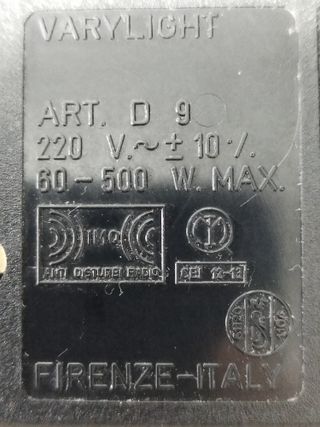 VARYLIGHT
ART. D 9
220 V.~ ± 10 %.
60-500 W. MAX.
IMQ
ANTI DISTURBI RADIO
CEI 12-13
FIRENZE-ITALY